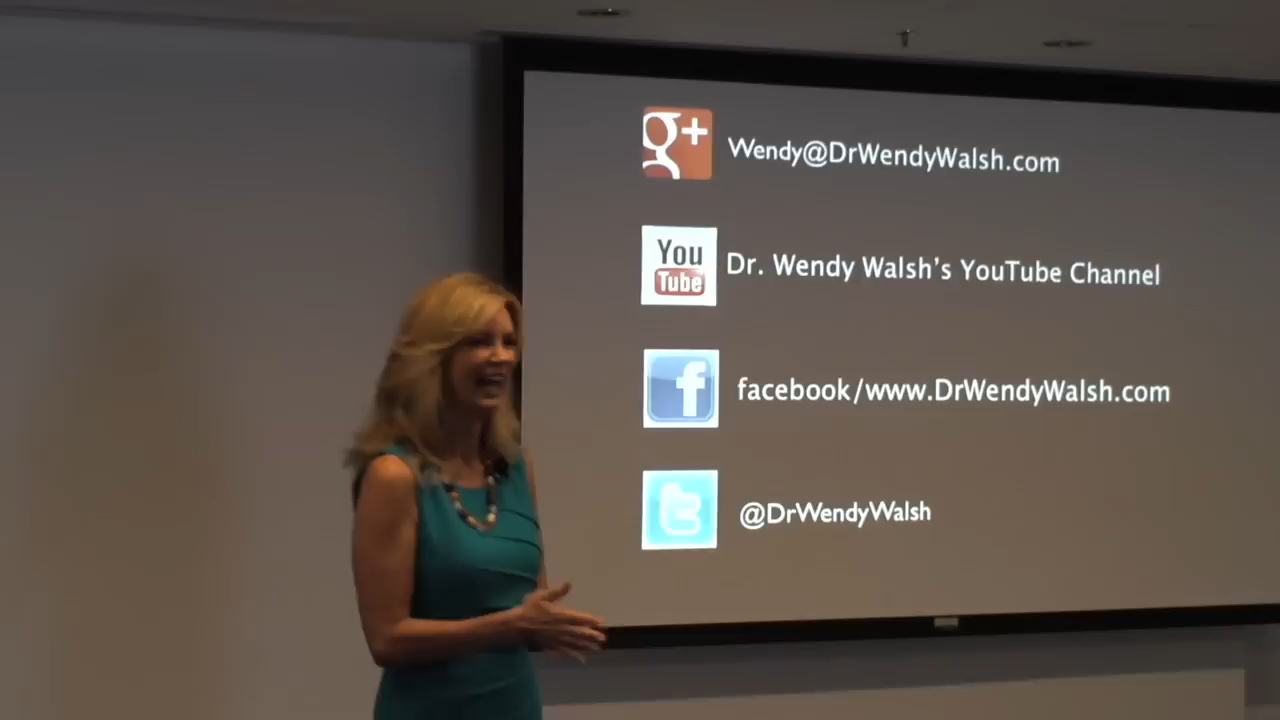 g+
Wendy@DrWendyWalsh.com
You
Tube
Dr. Wendy Walsh's YouTube Channel
f
facebook/www.DrWendyWalsh.com
t
@DrWendyWalsh